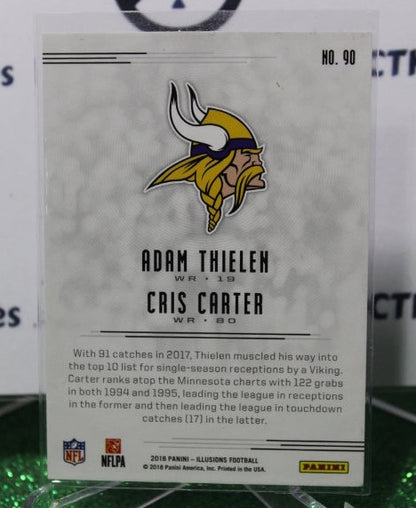 NO. 90
ADAM THIELEN
WR • 19
CRIS CARTER
WR • 80
With 91 catches in 2017, Thielen muscled his way into
the top 10 list for single-season receptions by a Viking.
Carter ranks atop the Minnesota charts with 122 grabs
in both 1994 and 1995, leading the league in receptions
in the former and then leading the league in touchdown
catches (17) in the latter.
NFL
NFLPA
2018 PANINI - ILLUSIONS FOOTBALL
© 2018 Panini America, Inc. Printed in the USA.
PANINI